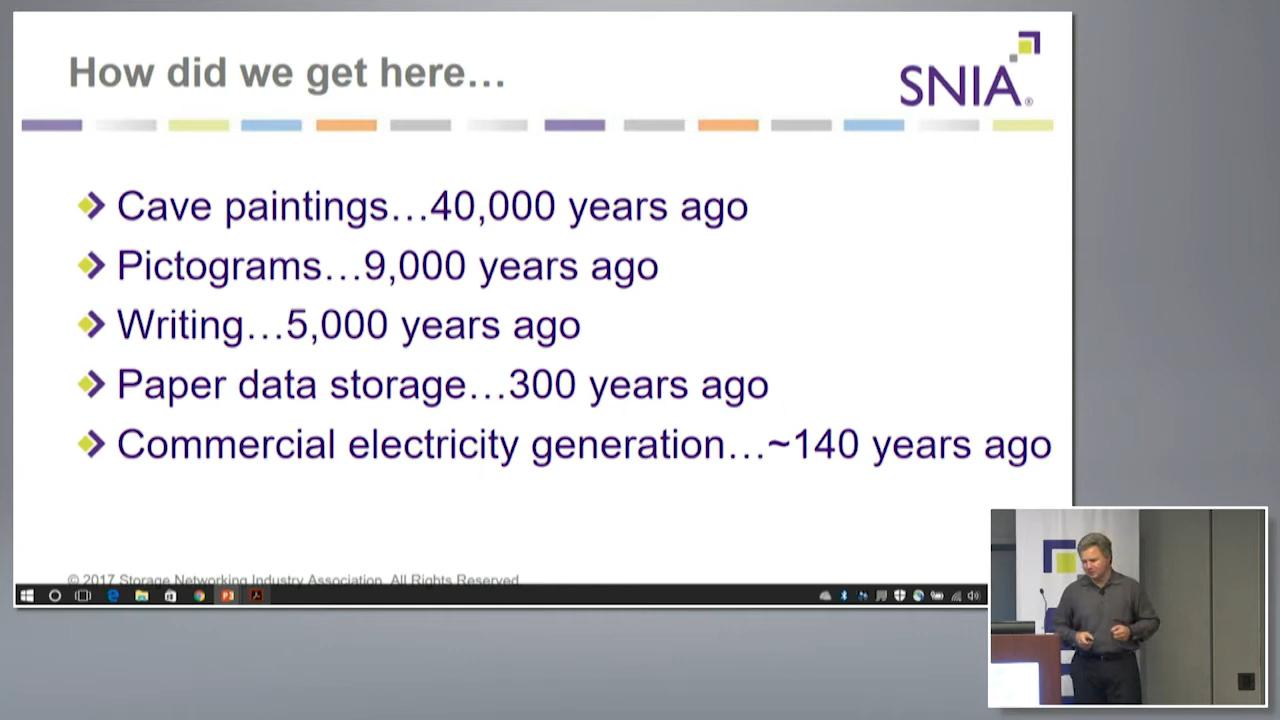 How did we get here…
SNIA®
Cave paintings…40,000 years ago
Pictograms…9,000 years ago
Writing…5,000 years ago
Paper data storage…300 years ago
Commercial electricity generation…~140 years ago
© 2017 Storage Networking Industry Association. All Rights Reserved